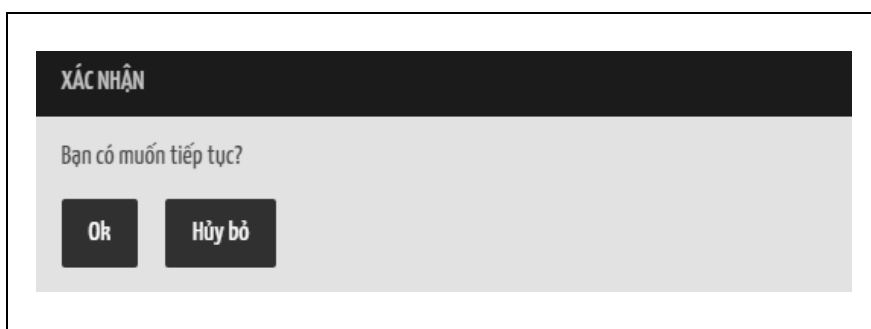 XÁC NHẬN
Bạn có muốn tiếp tục?
Ok Hủy bỏ